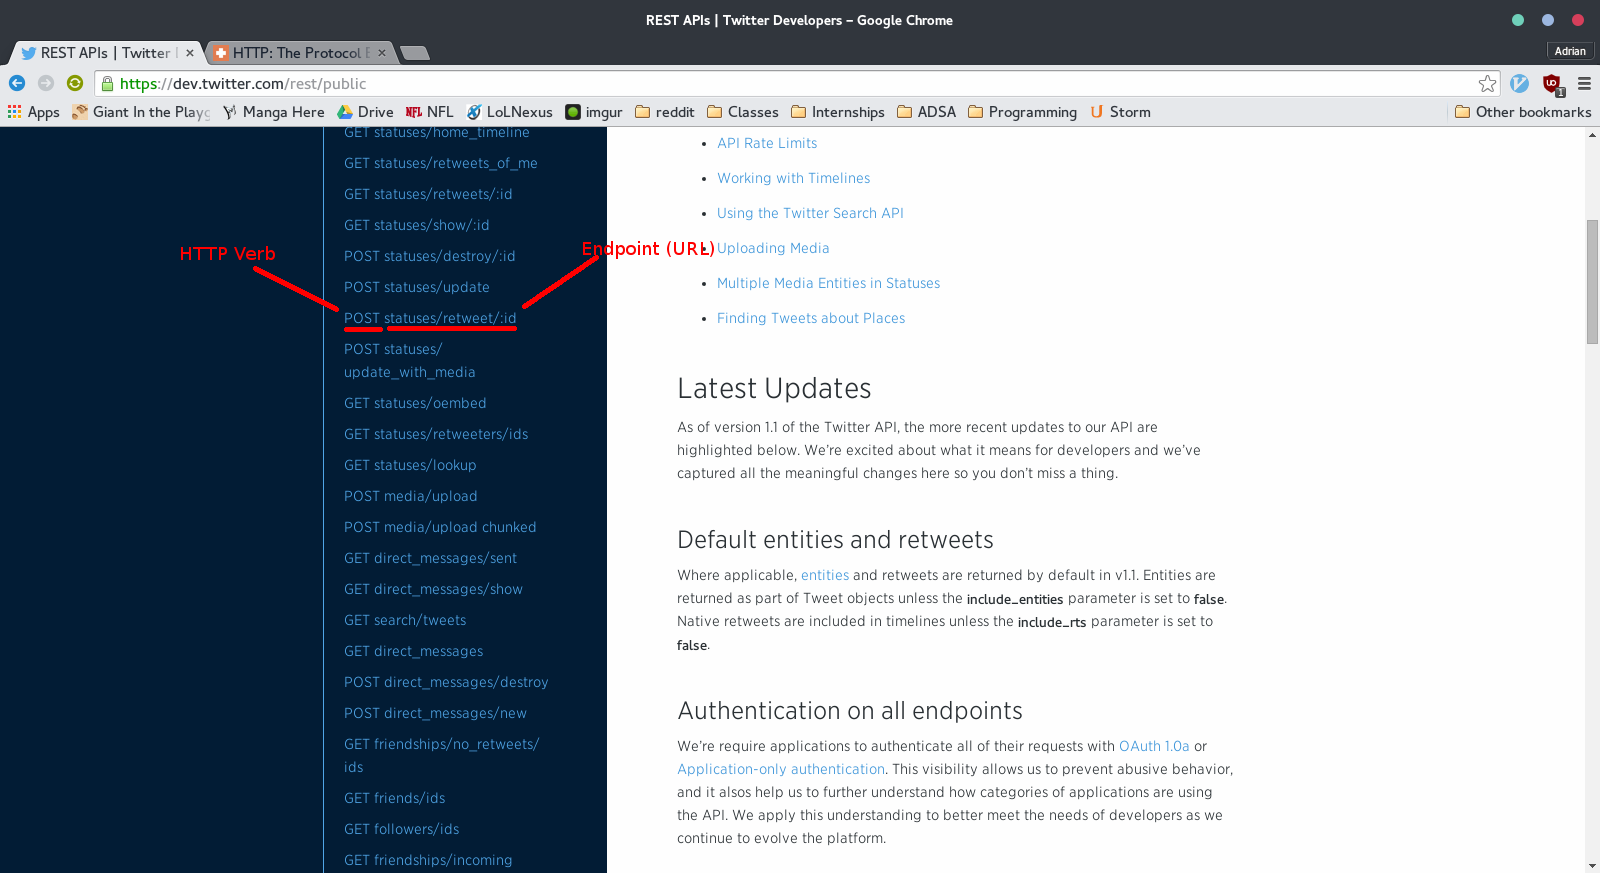 REST APIs | Twitter Developers – Google Chrome
REST APIs | Twitter
HTTP: The Protocol
Adrian
https://dev.twitter.com/rest/public
1
Apps
Giant In the Playg
Manga Here
Drive
NFL
LoLNexus
imgur
reddit
Classes
Internships
ADSA
Programming
Storm
Other bookmarks
GET statuses/home_timeline
GET statuses/retweets_of_me
GET statuses/retweets/:id
GET statuses/show/:id
POST statuses/destroy/:id
POST statuses/update
POST statuses/retweet/:id
POST statuses/
update_with_media
GET statuses/oembed
GET statuses/retweeters/ids
GET statuses/lookup
POST media/upload
POST media/upload chunked
GET direct_messages/sent
GET direct_messages/show
GET search/tweets
GET direct_messages
POST direct_messages/destroy
POST direct_messages/new
GET friendships/no_retweets/
ids
GET friends/ids
GET followers/ids
GET friendships/incoming
HTTP Verb
Endpoint (URL)
API Rate Limits
Working with Timelines
Using the Twitter Search API
Uploading Media
Multiple Media Entities in Statuses
Finding Tweets about Places
Latest Updates
As of version 1.1 of the Twitter API, the more recent updates to our API are
highlighted below. We’re excited about what it means for developers and we’ve
captured all the meaningful changes here so you don’t miss a thing.
Default entities and retweets
Where applicable, entities and retweets are returned by default in v1.1. Entities are
returned as part of Tweet objects unless the include_entities parameter is set to false.
Native retweets are included in timelines unless the include_rts parameter is set to
false.
Authentication on all endpoints
We’re require applications to authenticate all of their requests with OAuth 1.0a or
Application-only authentication. This visibility allows us to prevent abusive behavior,
and it alsos help us to further understand how categories of applications are using
the API. We apply this understanding to better meet the needs of developers as we
continue to evolve the platform.